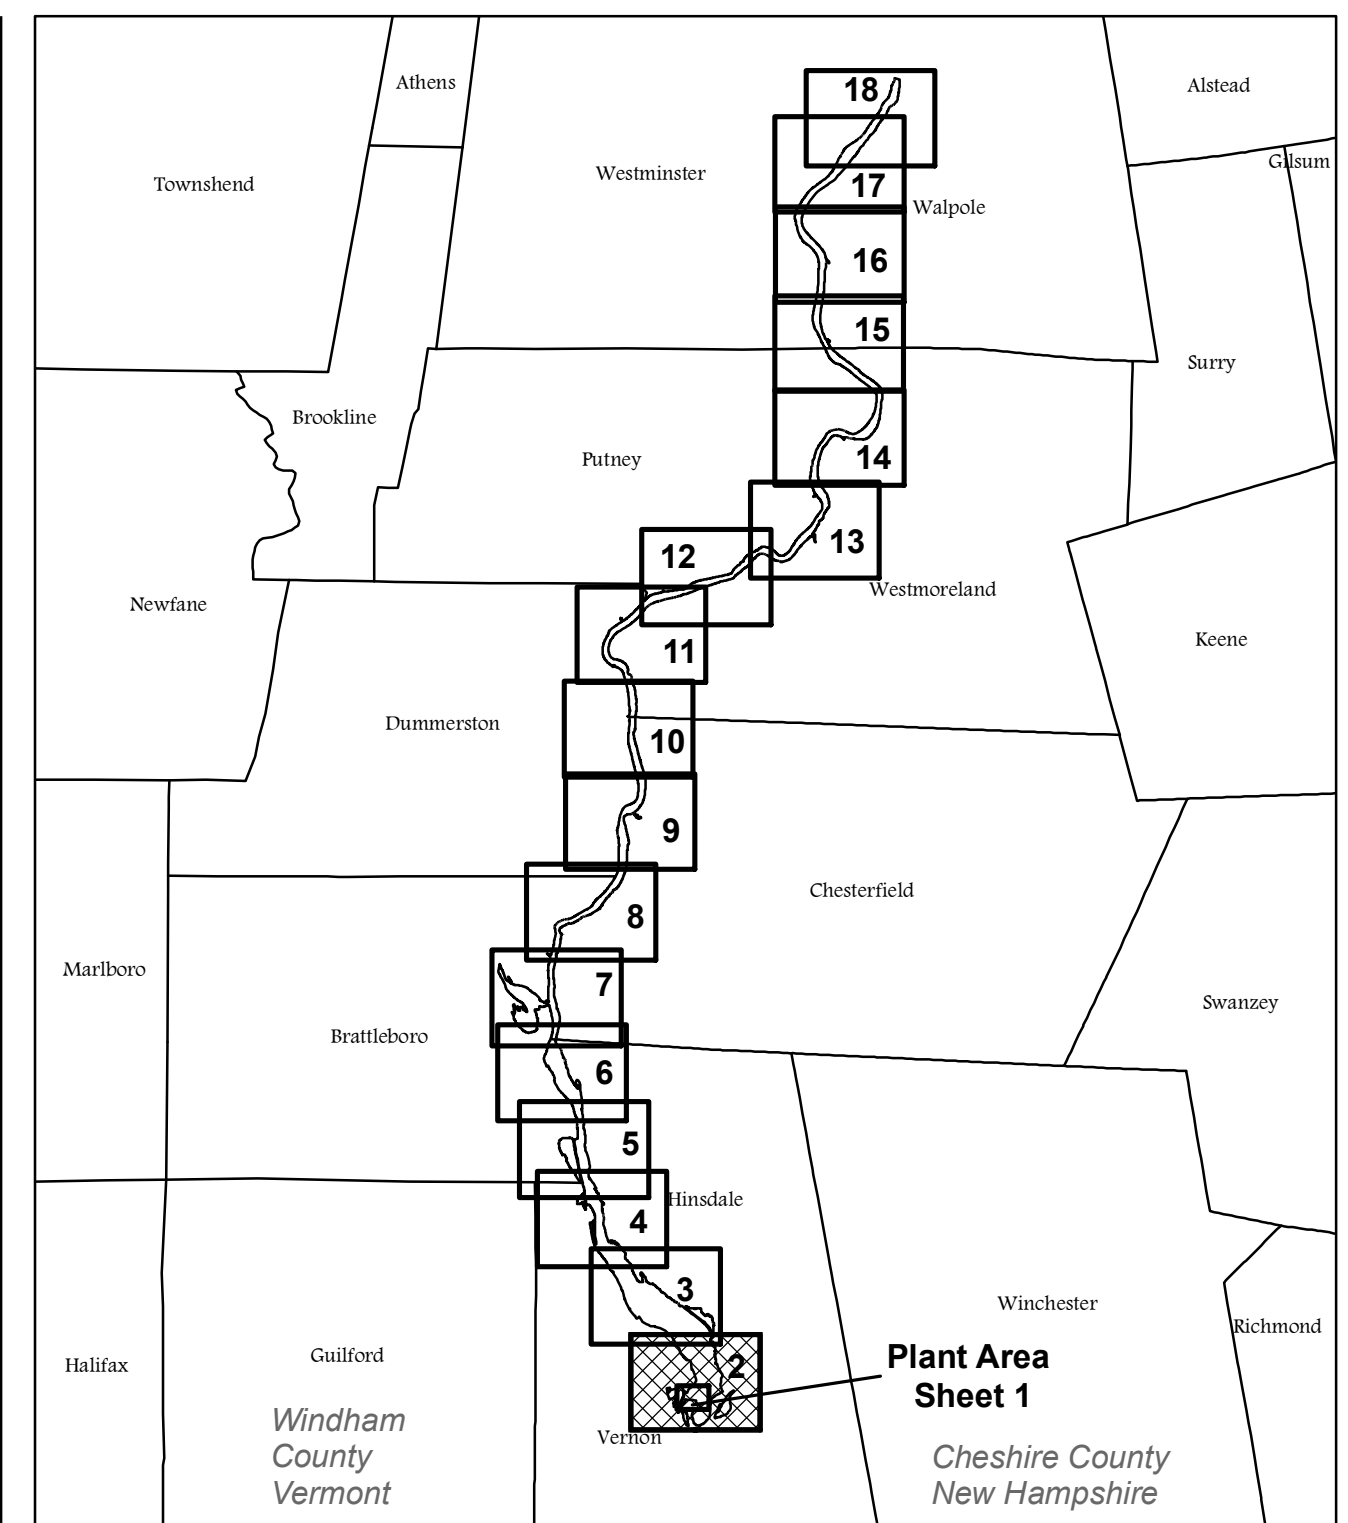 Athens
18
Alstead
Gilsum
Westminster
Townshend
17
Walpole
16
15
Surry
Brookline
Putney
14
13
12
Westmoreland
Newfane
Keene
11
Dummerston
10
9
Chesterfield
8
Marlboro
7
Swanzey
Brattleboro
6
5
Hinsdale
4
3
Winchester
Richmond
Guilford
Halifax
2
Plant Area
Sheet 1
Vernon
Windham
County
Vermont
Cheshire County
New Hampshire